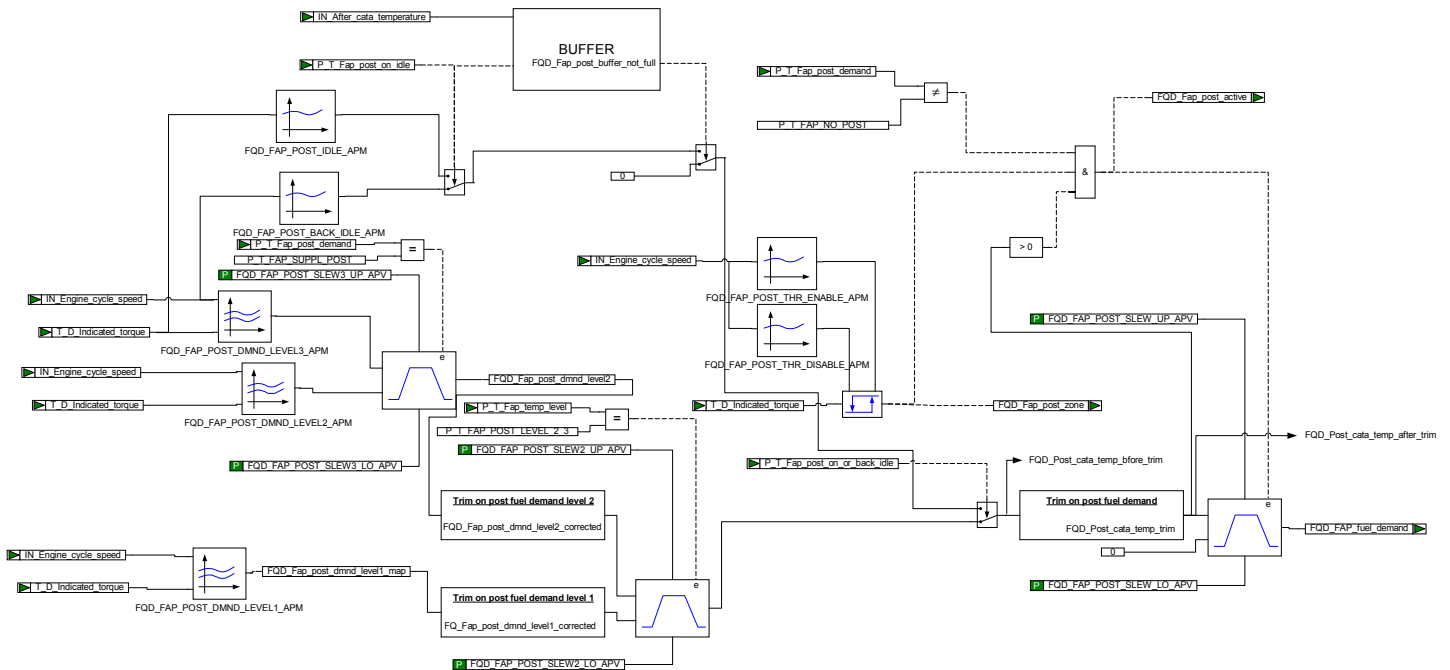 IN_After_cata_temperature
BUFFER
FQD_Fap_post_buffer_not_full
P_T_Fap_post_on_idle
P_T_Fap_post_demand
≠
P_T_FAP_NO_POST
FQD_Fap_post_active
FQD_FAP_POST_IDLE_APM
&
0
FQD_FAP_POST_BACK_IDLE_APM
P_T_Fap_post_demand
=
P_T_FAP_SUPPL_POST
> 0
IN_Engine_cycle_speed
P FQD_FAP_POST_SLEW3_UP_APV
FQD_FAP_POST_THR_ENABLE_APM
IN_Engine_cycle_speed
T_D_Indicated_torque
P FQD_FAP_POST_SLEW_UP_APV
FQD_FAP_POST_DMND_LEVEL3_APM
e
FQD_FAP_POST_THR_DISABLE_APM
IN_Engine_cycle_speed
FQD_Fap_post_dmnd_level2
T_D_Indicated_torque
P_T_Fap_temp_level
=
T_D_Indicated_torque
FQD_Fap_post_zone
FQD_FAP_POST_DMND_LEVEL2_APM
P_T_FAP_POST_LEVEL_2_3
FQD_Post_cata_temp_after_trim
P FQD_FAP_POST_SLEW2_UP_APV
P FQD_FAP_POST_SLEW3_LO_APV
P_T_Fap_post_on_or_back_idle
FQD_Post_cata_temp_bfore_trim
Trim on post fuel demand level 2
FQD_Fap_post_dmnd_level2_corrected
Trim on post fuel demand
FQD_Post_cata_temp_trim
e
FQD_FAP_fuel_demand
0
IN_Engine_cycle_speed
FQD_Fap_post_dmnd_level1_map
T_D_Indicated_torque
FQD_FAP_POST_DMND_LEVEL1_APM
e
P FQD_FAP_POST_SLEW_LO_APV
Trim on post fuel demand level 1
FQ_Fap_post_dmnd_level1_corrected
P FQD_FAP_POST_SLEW2_LO_APV